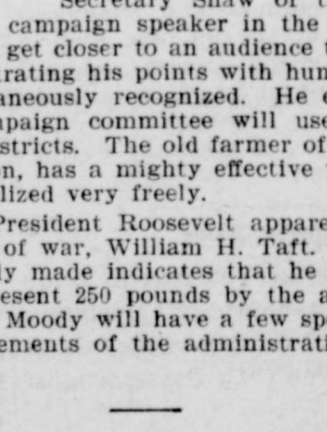 Secretary Shaw of t
campaign speaker in the
get closer to an audience
rating his points with hum
aneously recognized. He e
paign committee will use
stricts. The old farmer of
n, has a mighty effective
lized very freely.
President Roosevelt appare
of war, William H. Taft.
ly made indicates that he
esent 250 pounds by the a
Moody will have a few sp
ements of the administrati